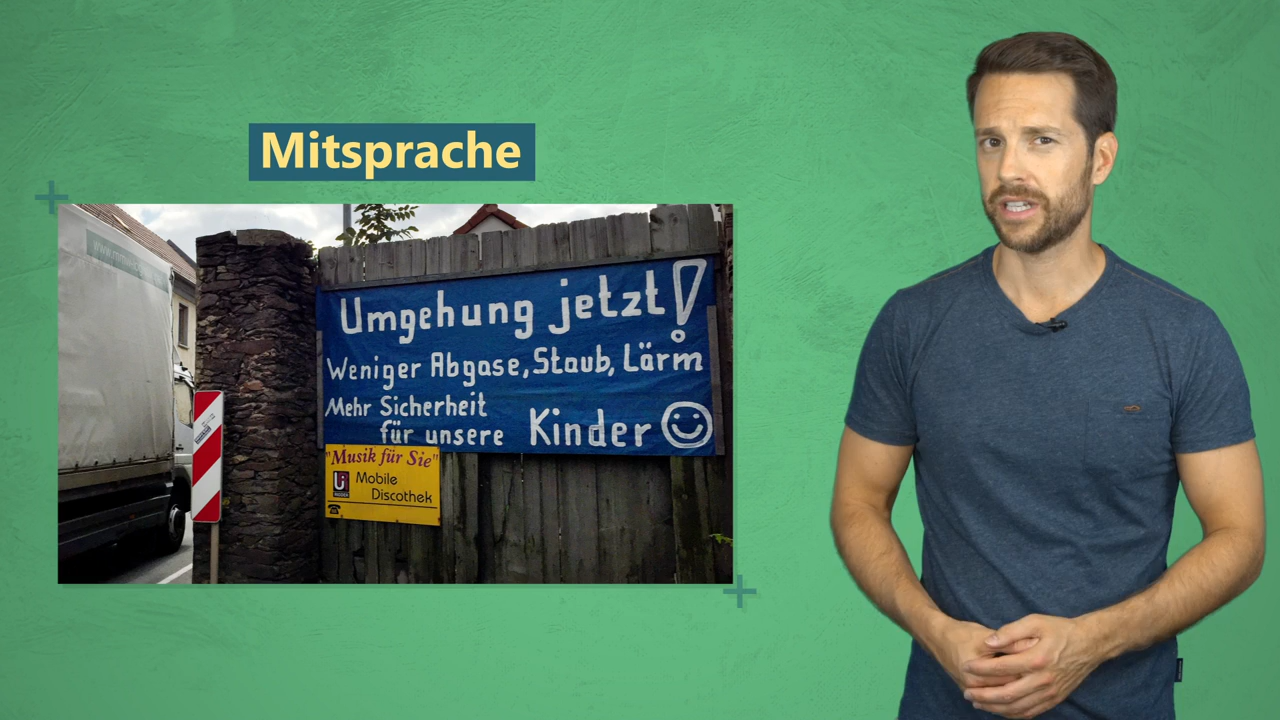 Mitsprache
Umgehung jetzt!
Weniger Abgase, Staub, Lärm
Mehr Sicherheit
für unsere Kinder
"Musik für Sie"
Mobile
Discothek